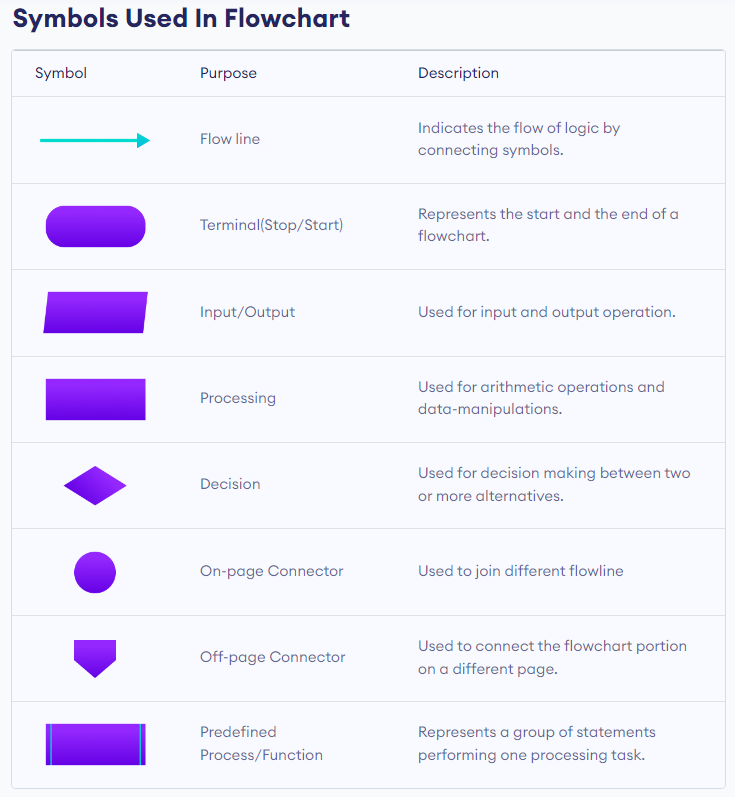 Symbols Used In Flowchart
Symbol Purpose Description
Flow line
Indicates the flow of logic by
connecting symbols.
Terminal(Stop/Start)
Represents the start and the end of a
flowchart.
Input/Output
Used for input and output operation.
Processing
Used for arithmetic operations and
data-manipulations.
Decision
Used for decision making between two
or more alternatives.
On-page Connector
Used to join different flowline
Off-page Connector
Used to connect the flowchart portion
on a different page.
Predefined
Process/Function
Represents a group of statements
performing one processing task.